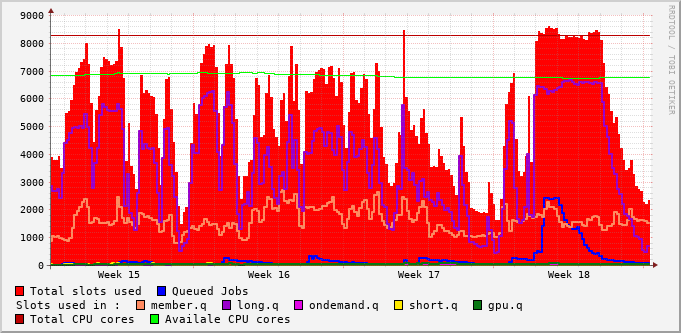 9000
8000
7000
6000
5000
4000
3000
2000
1000
0
Week 15 Week 16 Week 17 Week 18
RRDTOOL / TOBI OETIKER
Total slots used Queued Jobs
Slots used in : member.q long.q ondemand.q short.q gpu.q
Total CPU cores Availale CPU cores